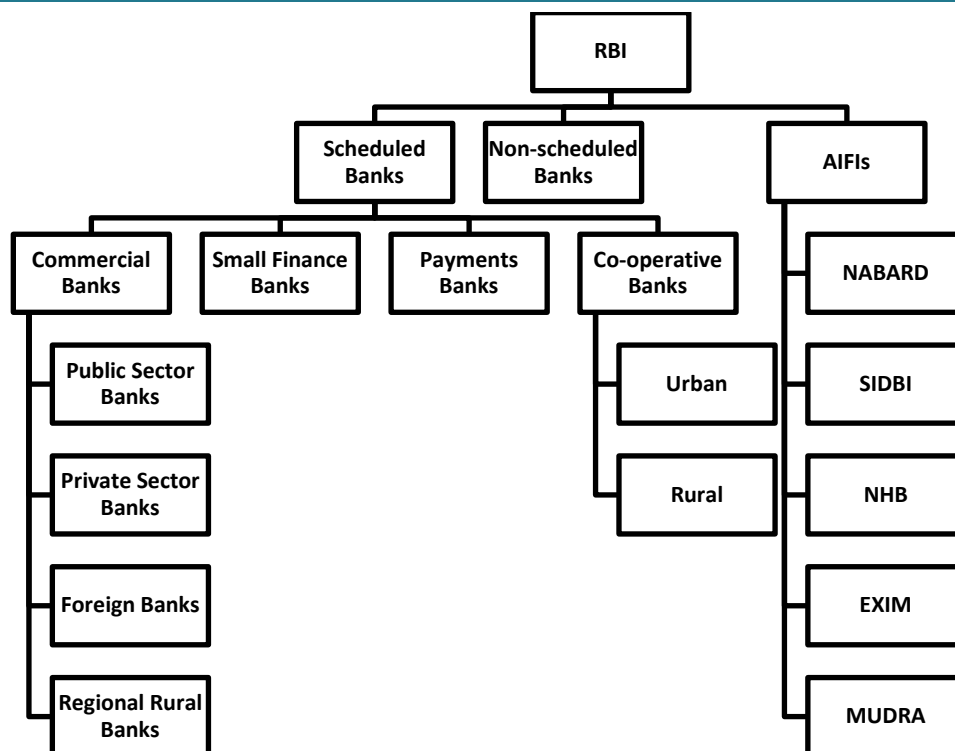 RBI
Scheduled
Banks
Non-scheduled
Banks
AIFIs
Commercial
Banks
Small Finance
Banks
Payments
Banks
Co-operative
Banks
NABARD
Public Sector
Banks
Urban
SIDBI
Private Sector
Banks
Rural
NHB
Foreign Banks
EXIM
Regional Rural
Banks
MUDRA